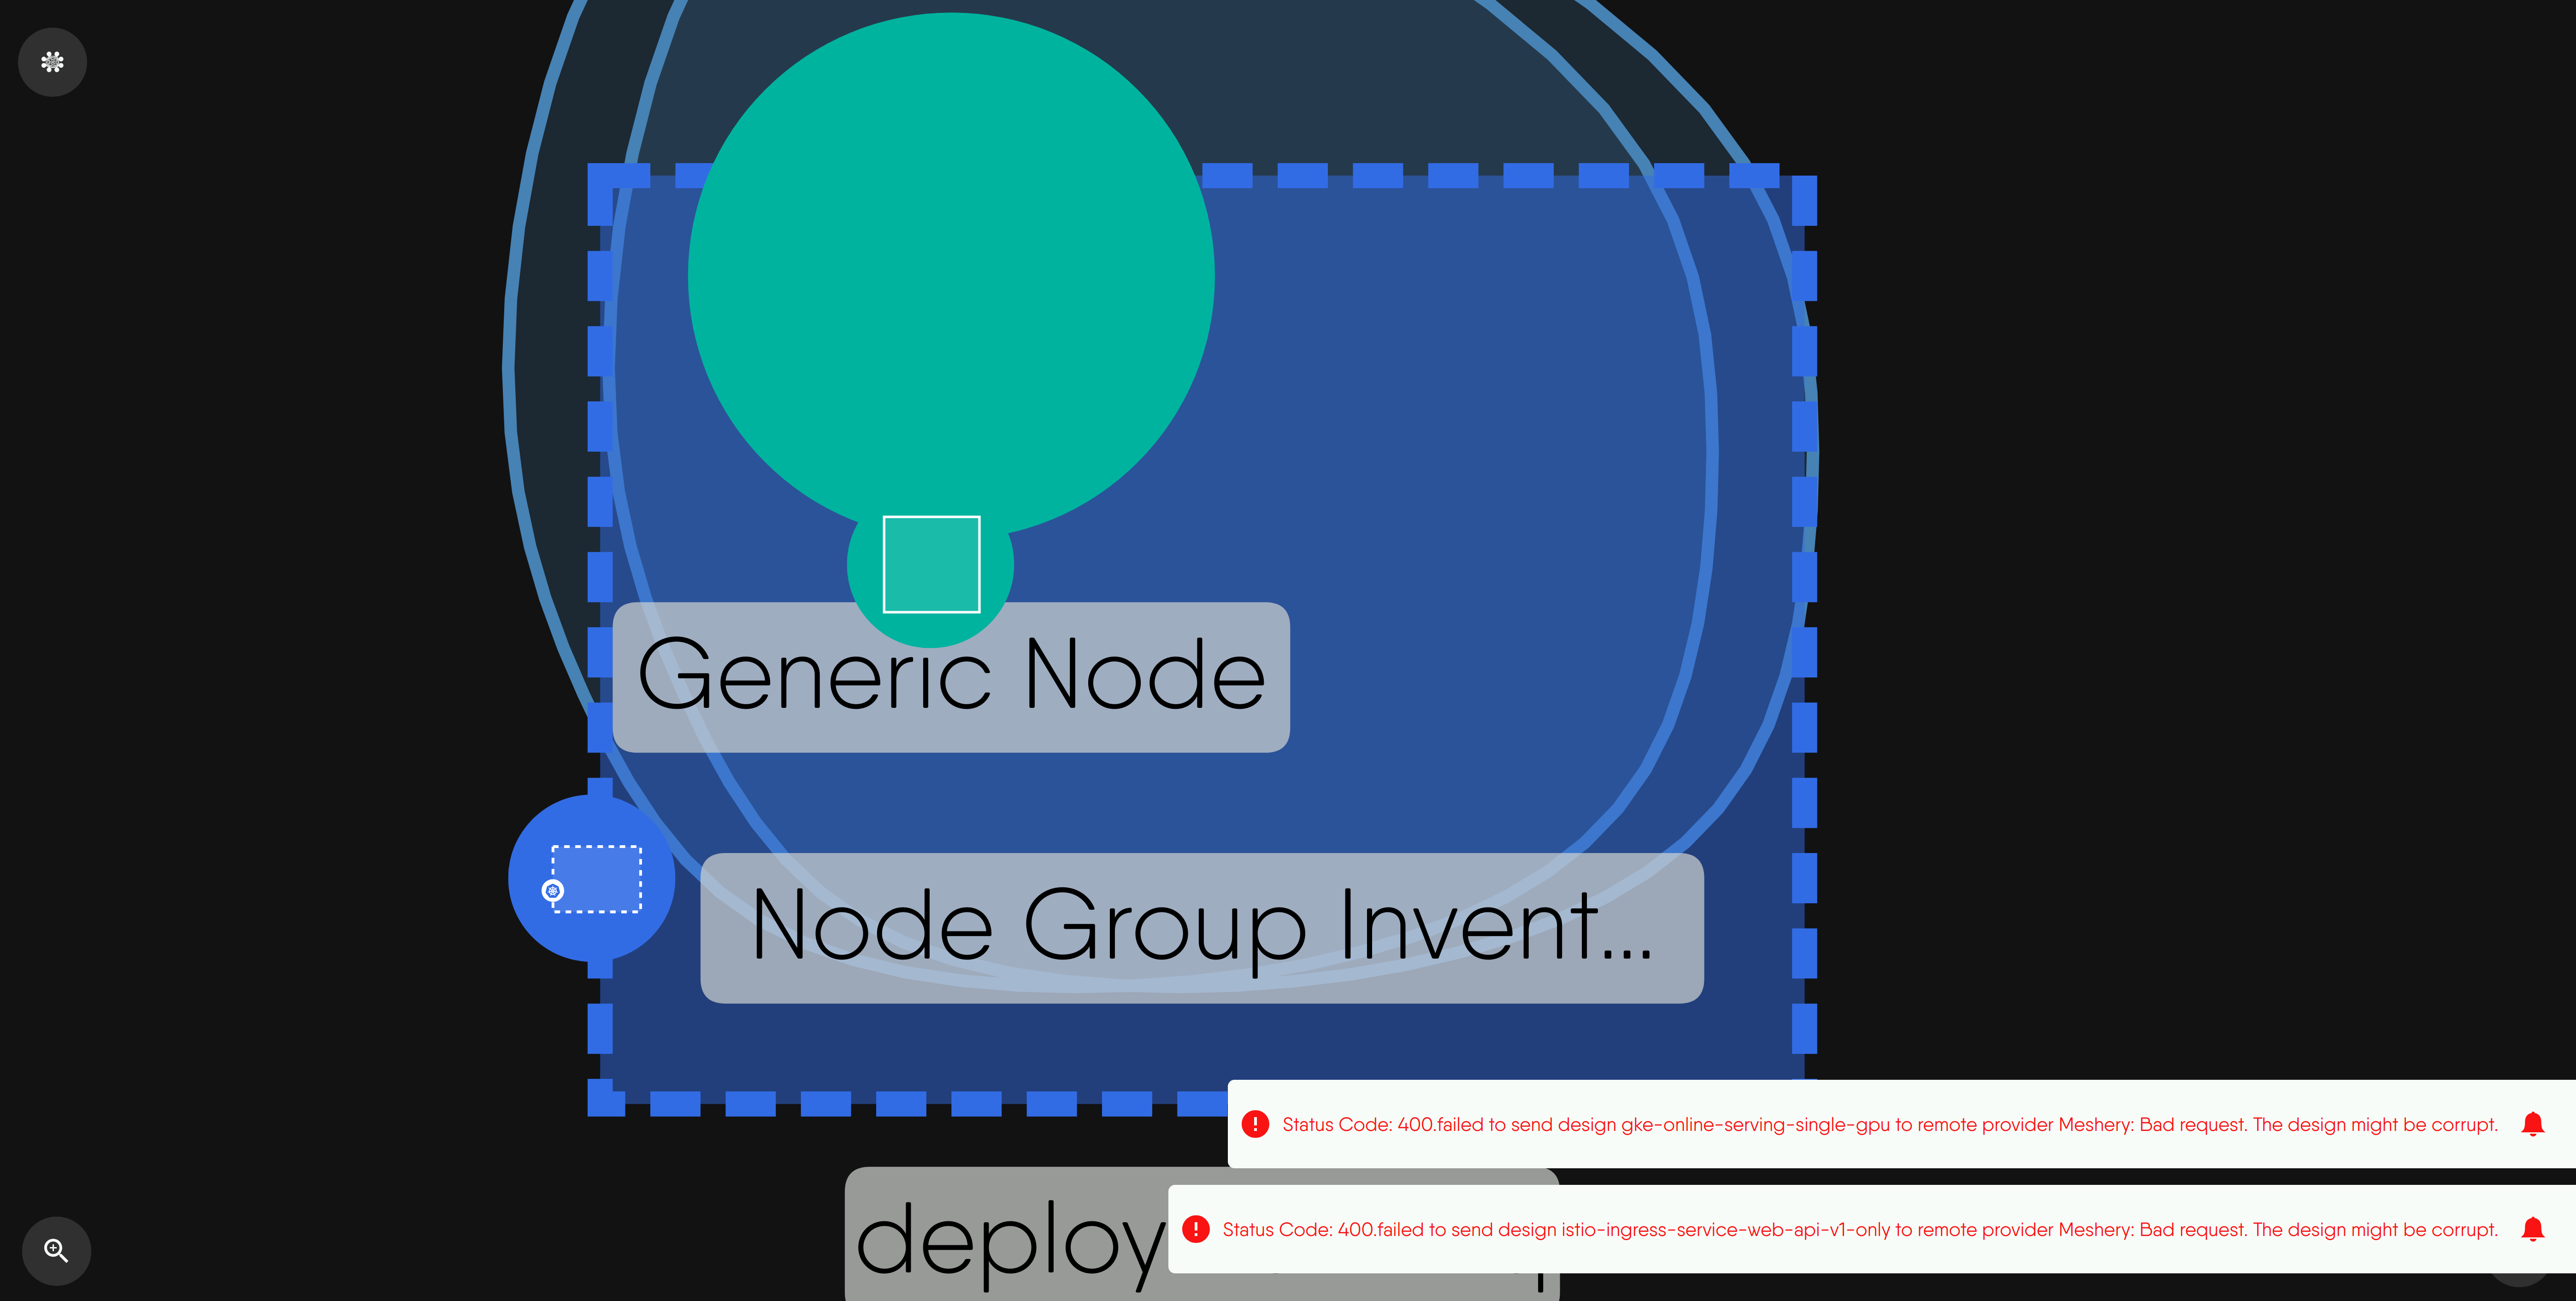 Generic Node
Node Group Invent...
Status Code: 400.failed to send design gke-online-serving-single-gpu to remote provider Meshery: Bad request. The design might be corrupt.
deploy
Status Code: 400.failed to send design istio-ingress-service-web-api-v1-only to remote provider Meshery: Bad request. The design might be corrupt.